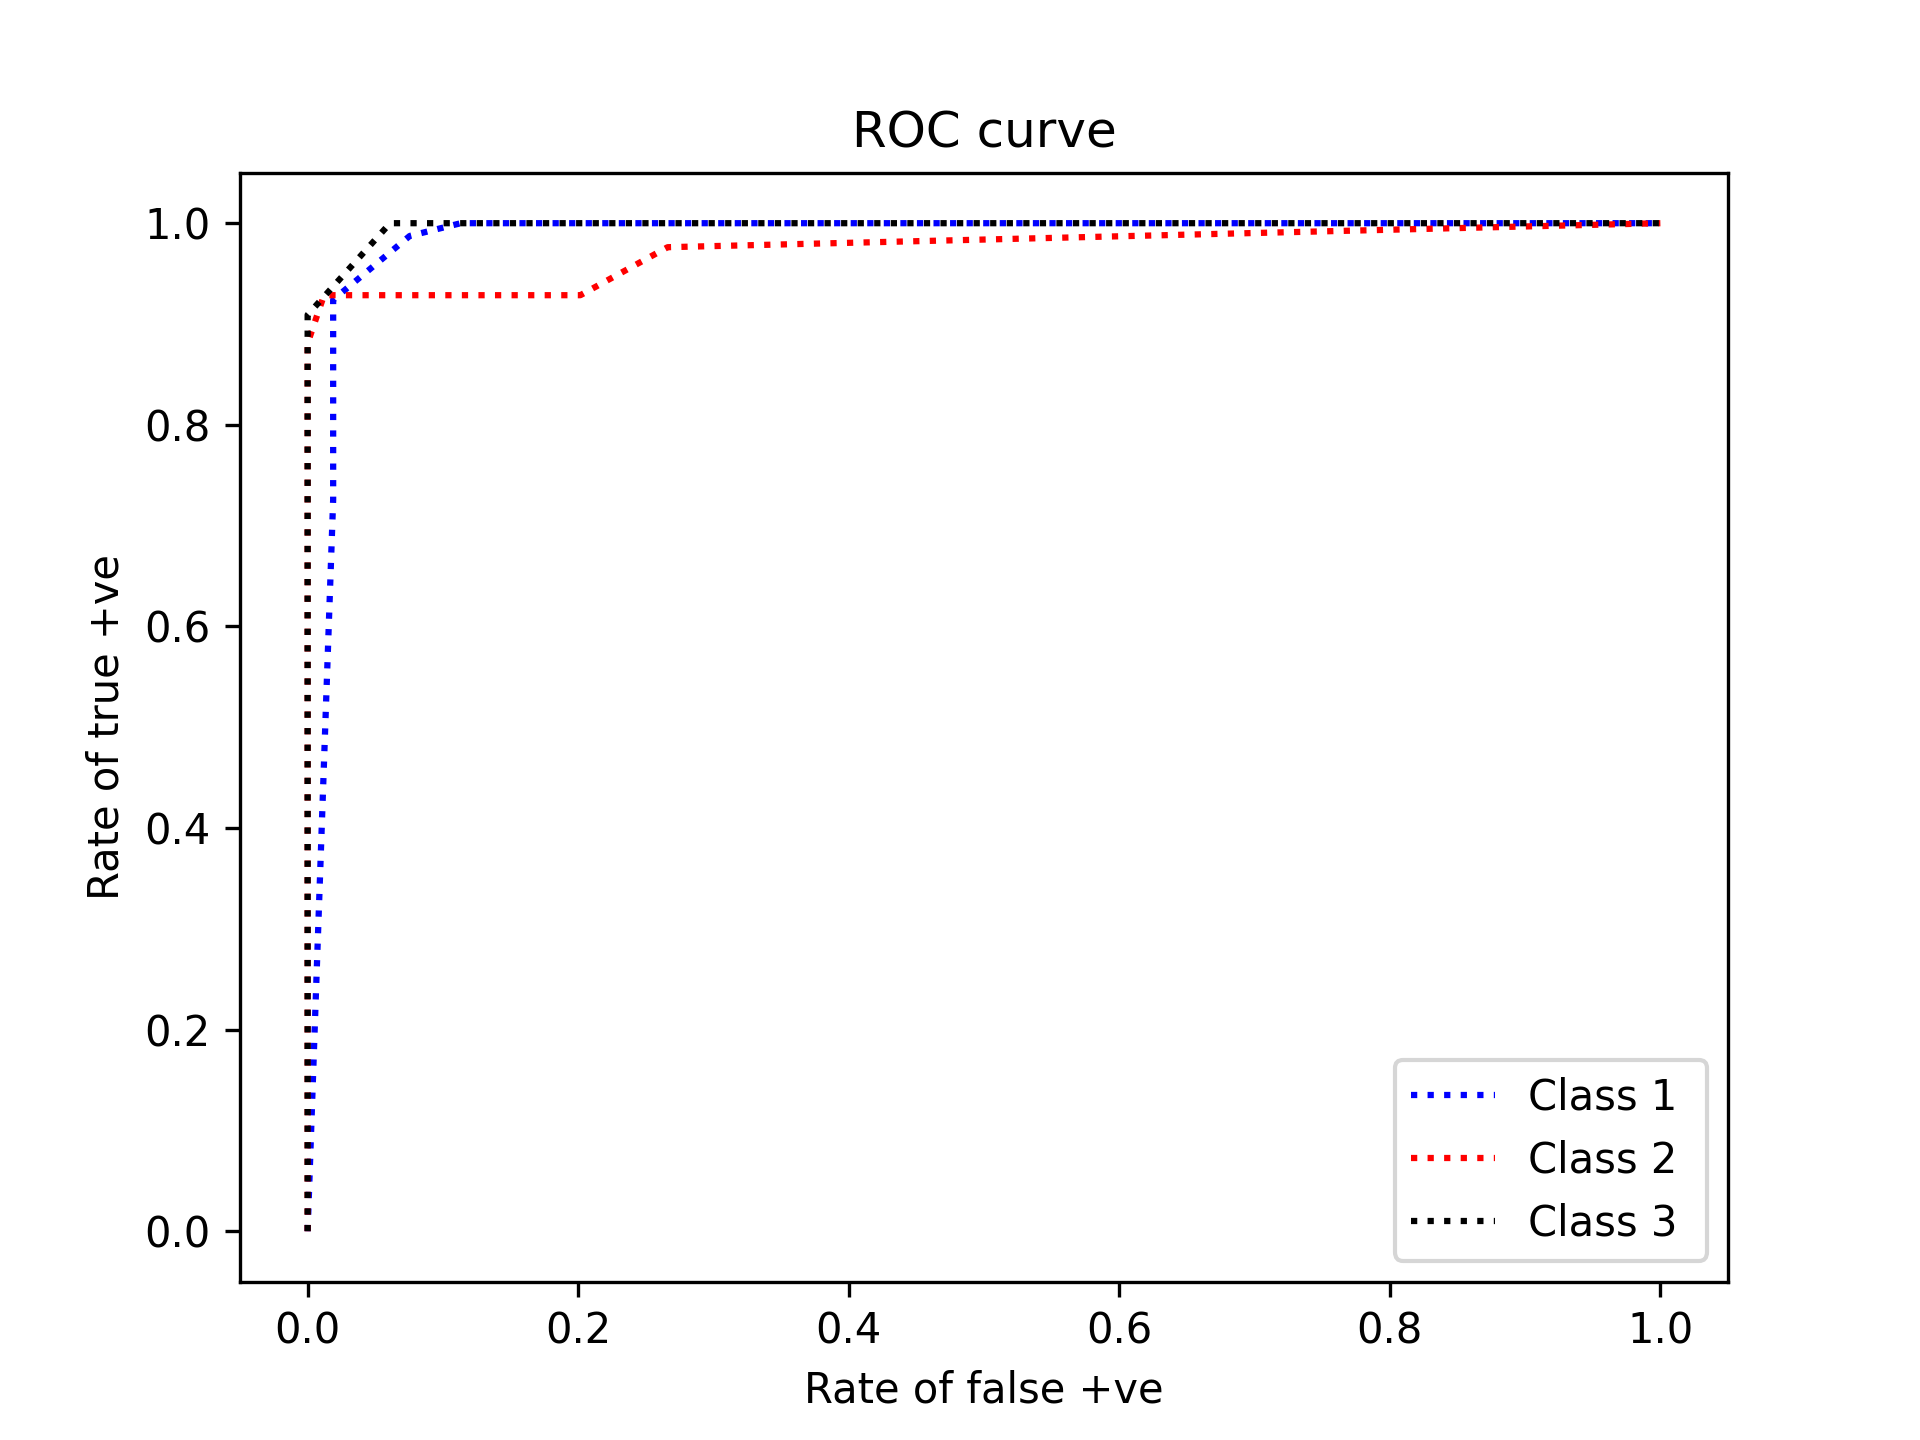 ROC curve
1.0
0.8
0.6
0.4
0.2
0.0
Rate of true +ve
0.0 0.2 0.4 0.6 0.8 1.0
Rate of false +ve
Class 1
Class 2
Class 3